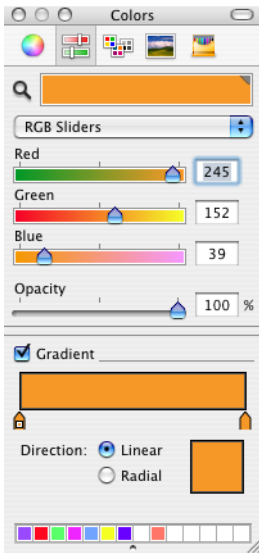 Colors
RGB Sliders
Red
245
Green
152
Blue
39
Opacity
100 %
Gradient
Direction: Linear
Radial